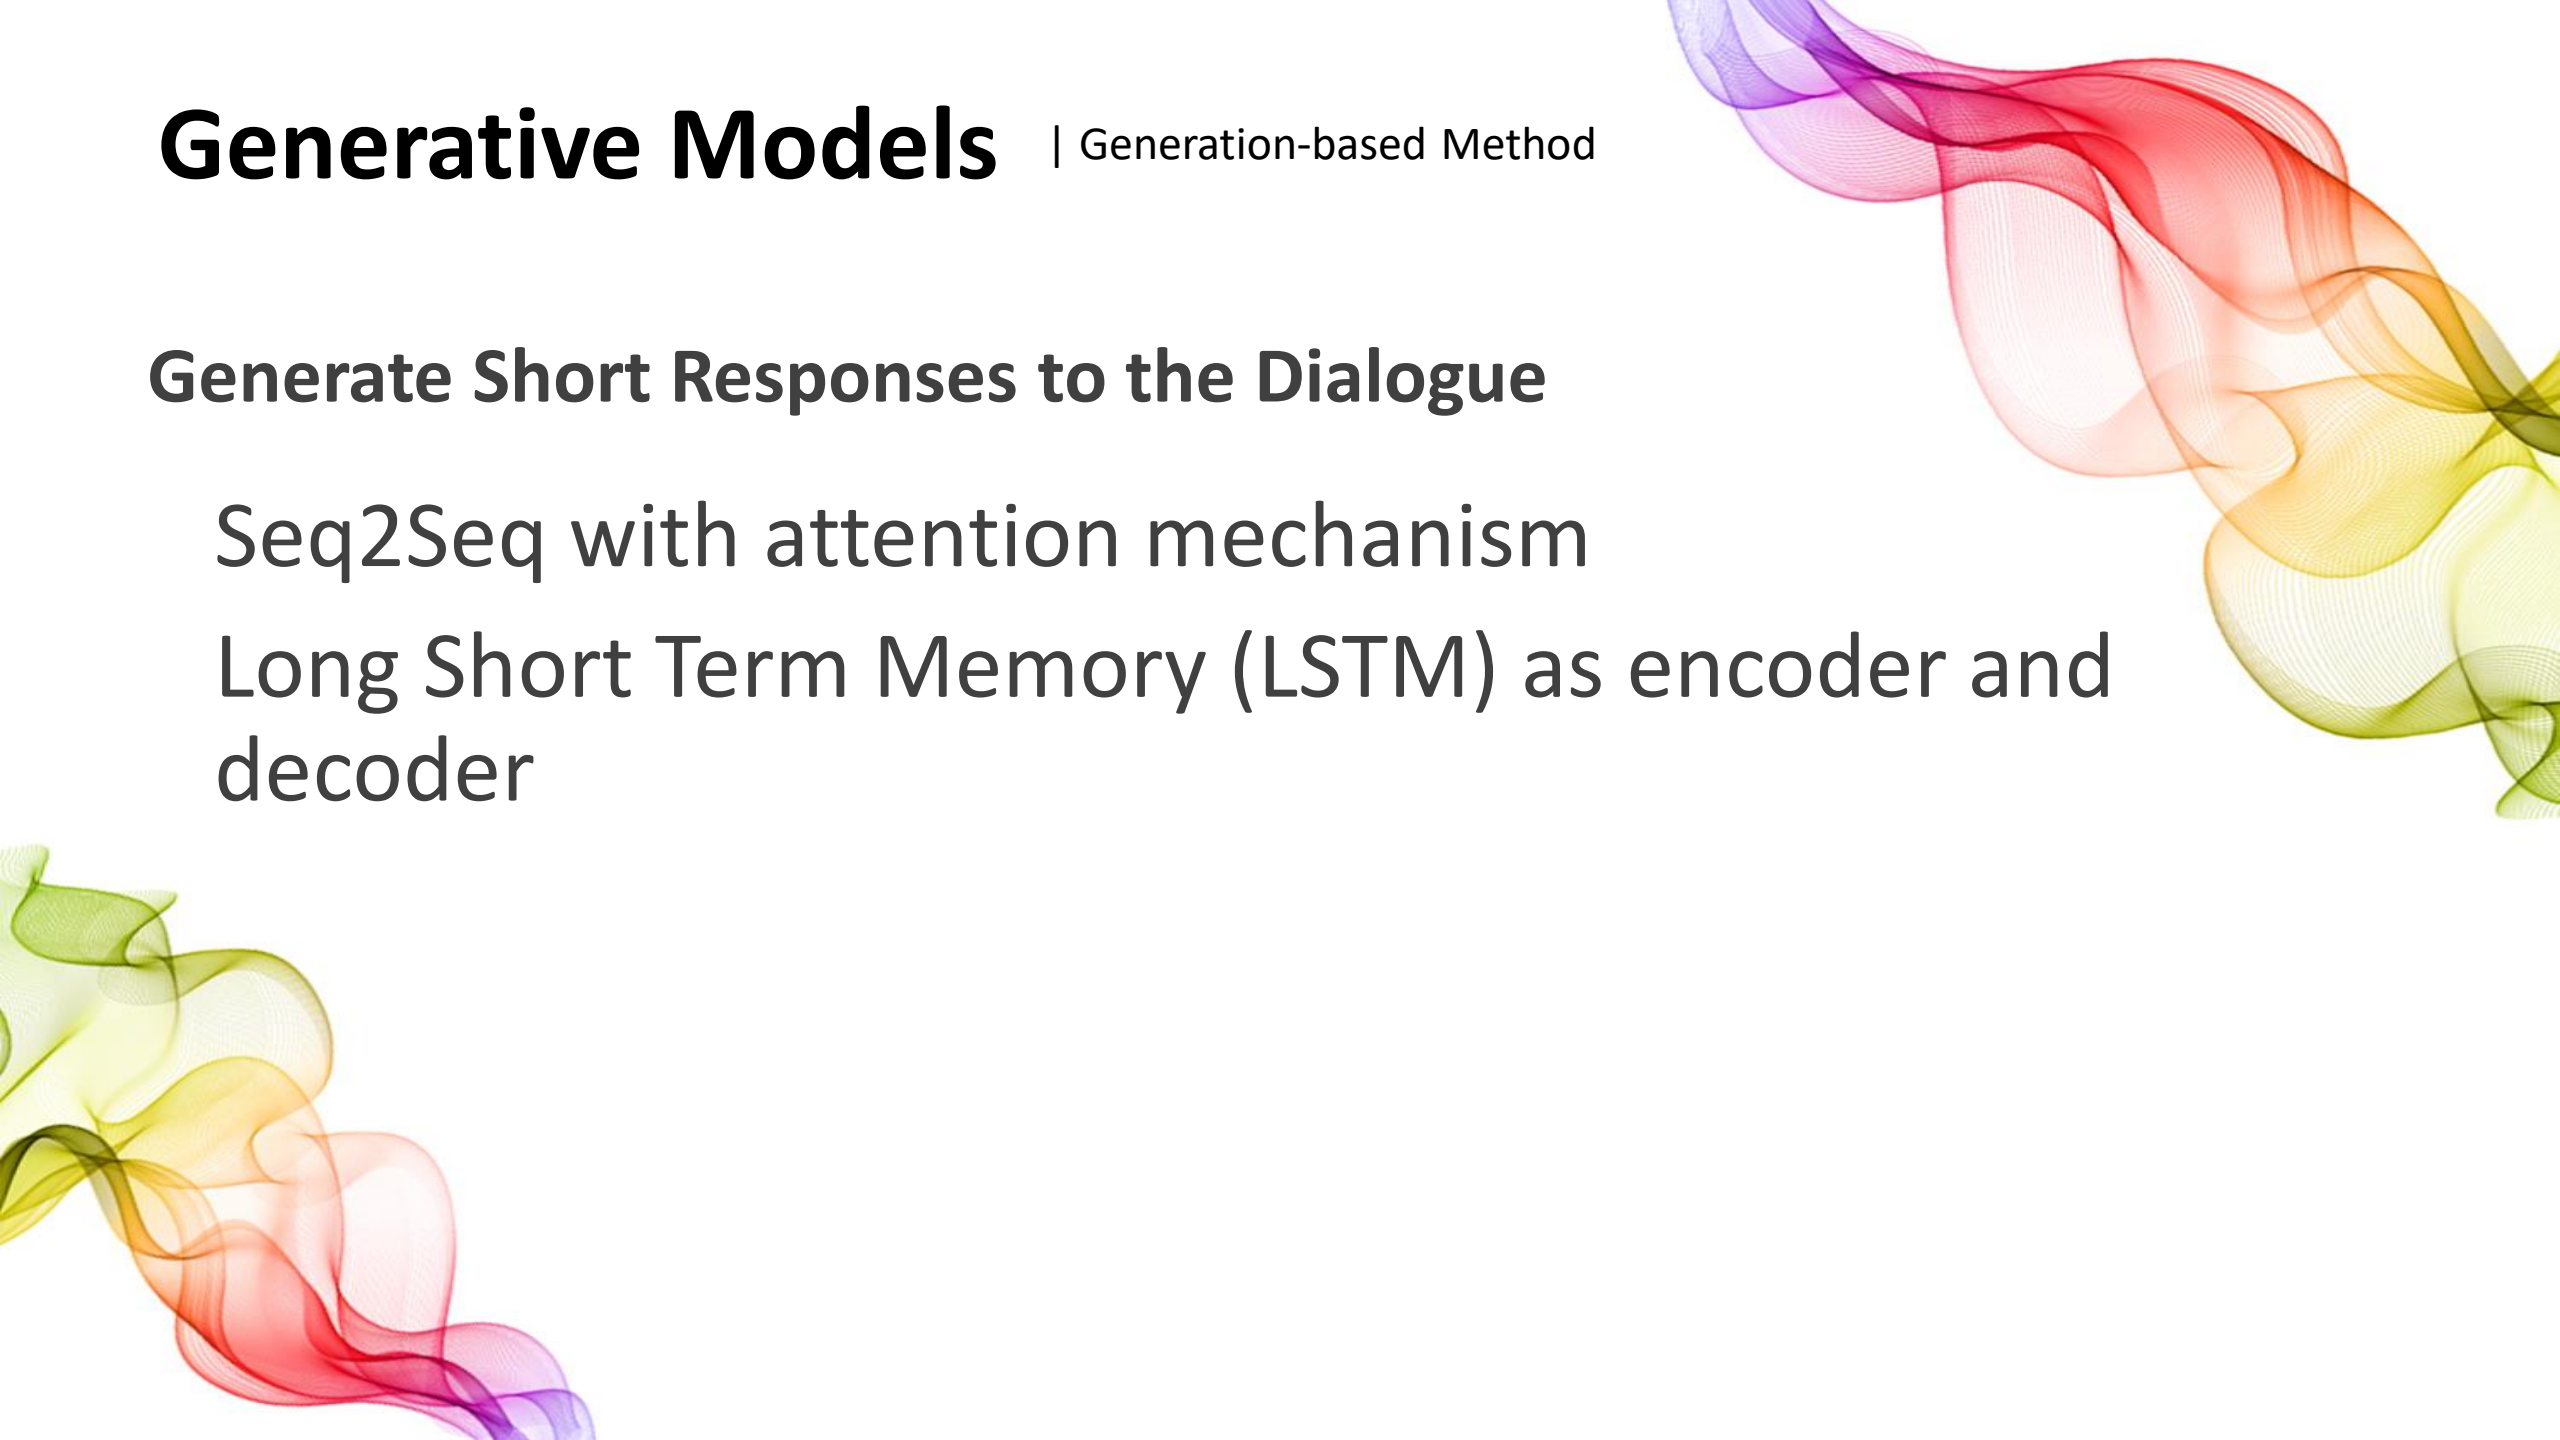 Generative Models | Generation-based Method
Generate Short Responses to the Dialogue
Seq2Seq with attention mechanism
Long Short Term Memory (LSTM) as encoder and
decoder